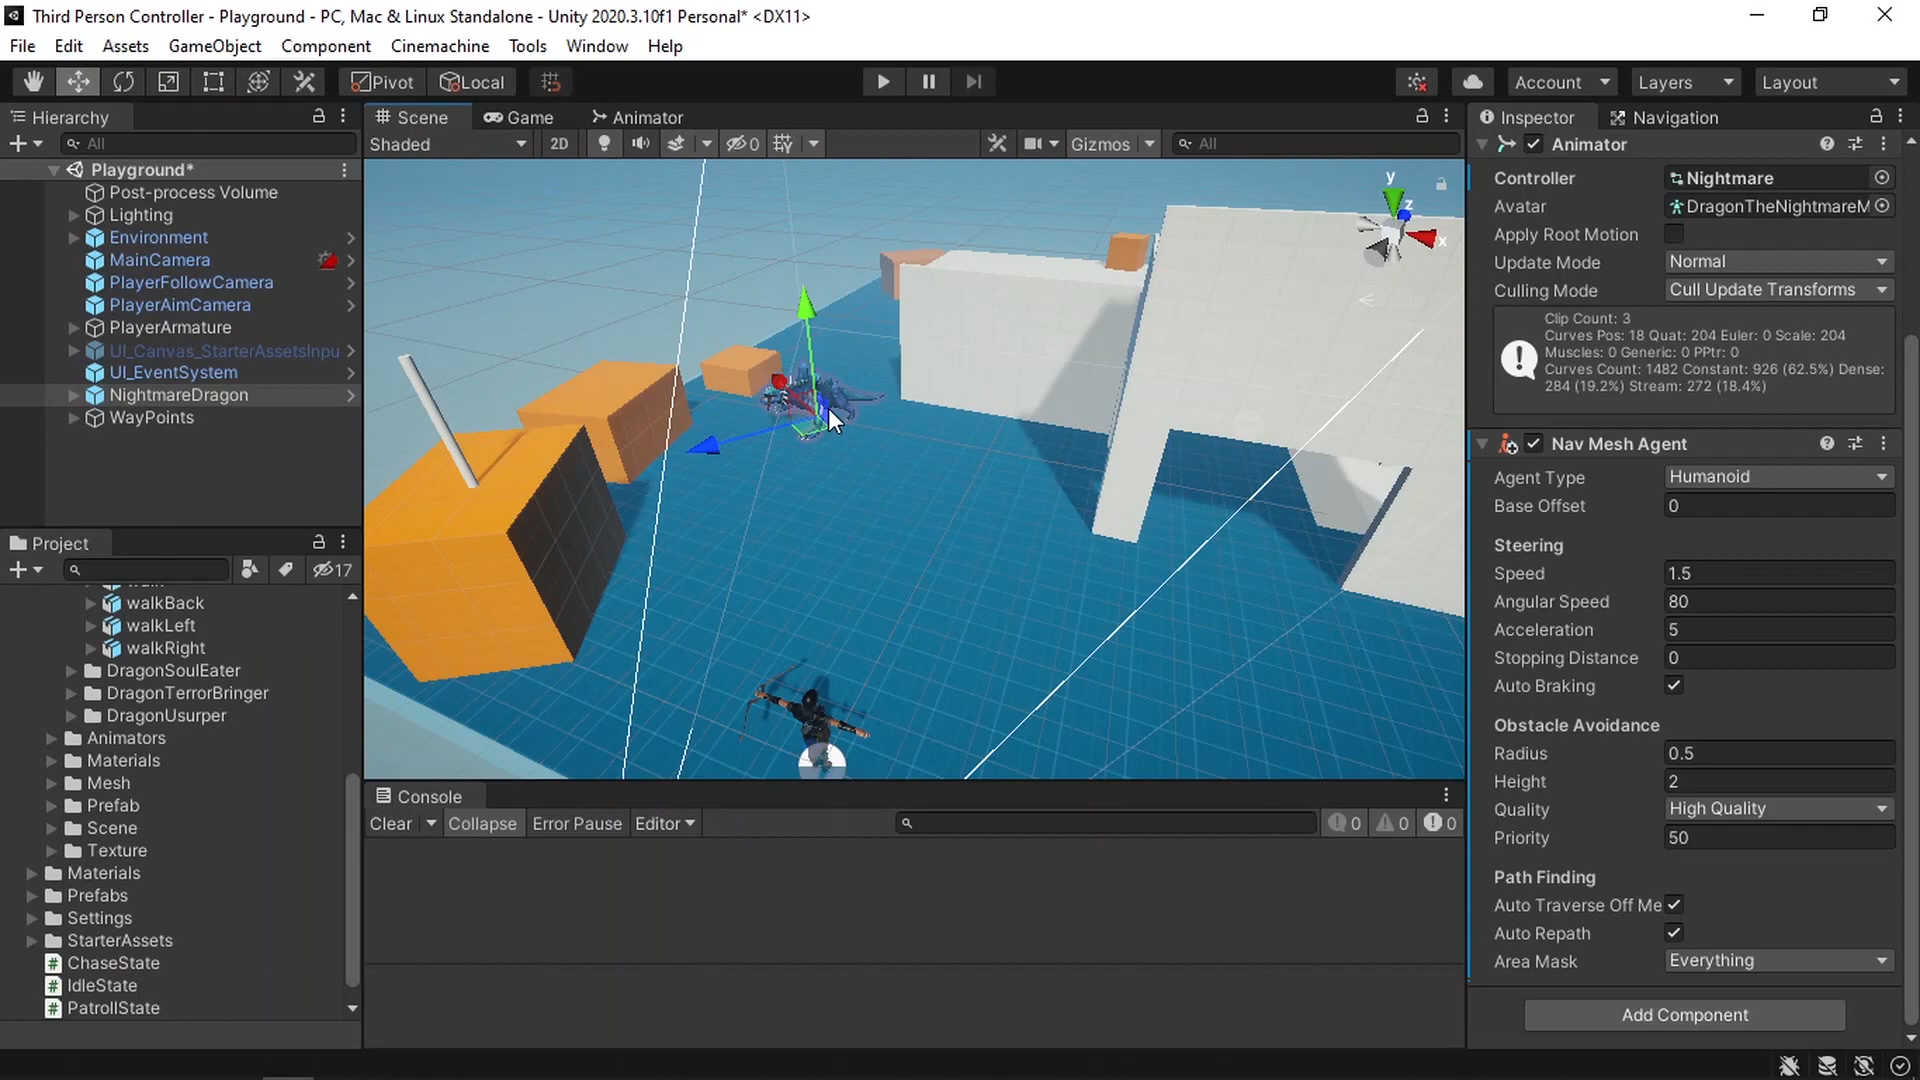 Third Person Controller - Playground - PC, Mac & Linux Standalone - Unity 2020.3.10f1 Personal* <DX11>
File Edit Assets GameObject Component Cinemachine Tools Window Help
Pivot Local Account Layers Layout
Hierarchy
All
Playground*
Post-process Volume
Lighting
Environment
MainCamera
PlayerFollowCamera
PlayerAimCamera
PlayerArmature
UI_Canvas_StarterAssetsInpu
UI_EventSystem
NightmareDragon
WayPoints
Project
17
walkBack
walkLeft
walkRight
DragonSoulEater
DragonTerrorBringer
DragonUsurper
Animators
Materials
Mesh
Prefab
Scene
Texture
Materials
Prefabs
Settings
StarterAssets
ChaseState
IdleState
PatrollState
Scene Game Animator
Shaded 2D 0 Gizmos All
y
z
x
Console
Clear Collapse Error Pause Editor 0 0 0
Inspector Navigation
Animator
Controller Nightmare
Avatar DragonTheNightmareM
Apply Root Motion
Update Mode Normal
Culling Mode Cull Update Transforms
Clip Count: 3
Curves Pos: 18 Quat: 204 Euler: 0 Scale: 204
Muscles: 0 Generic: 0 PPtr: 0
Curves Count: 1482 Constant: 926 (62.5%) Dense:
284 (19.2%) Stream: 272 (18.4%)
Nav Mesh Agent
Agent Type Humanoid
Base Offset 0
Steering
Speed 1.5
Angular Speed 80
Acceleration 5
Stopping Distance 0
Auto Braking
Obstacle Avoidance
Radius 0.5
Height 2
Quality High Quality
Priority 50
Path Finding
Auto Traverse Off Me
Auto Repath
Area Mask Everything
Add Component